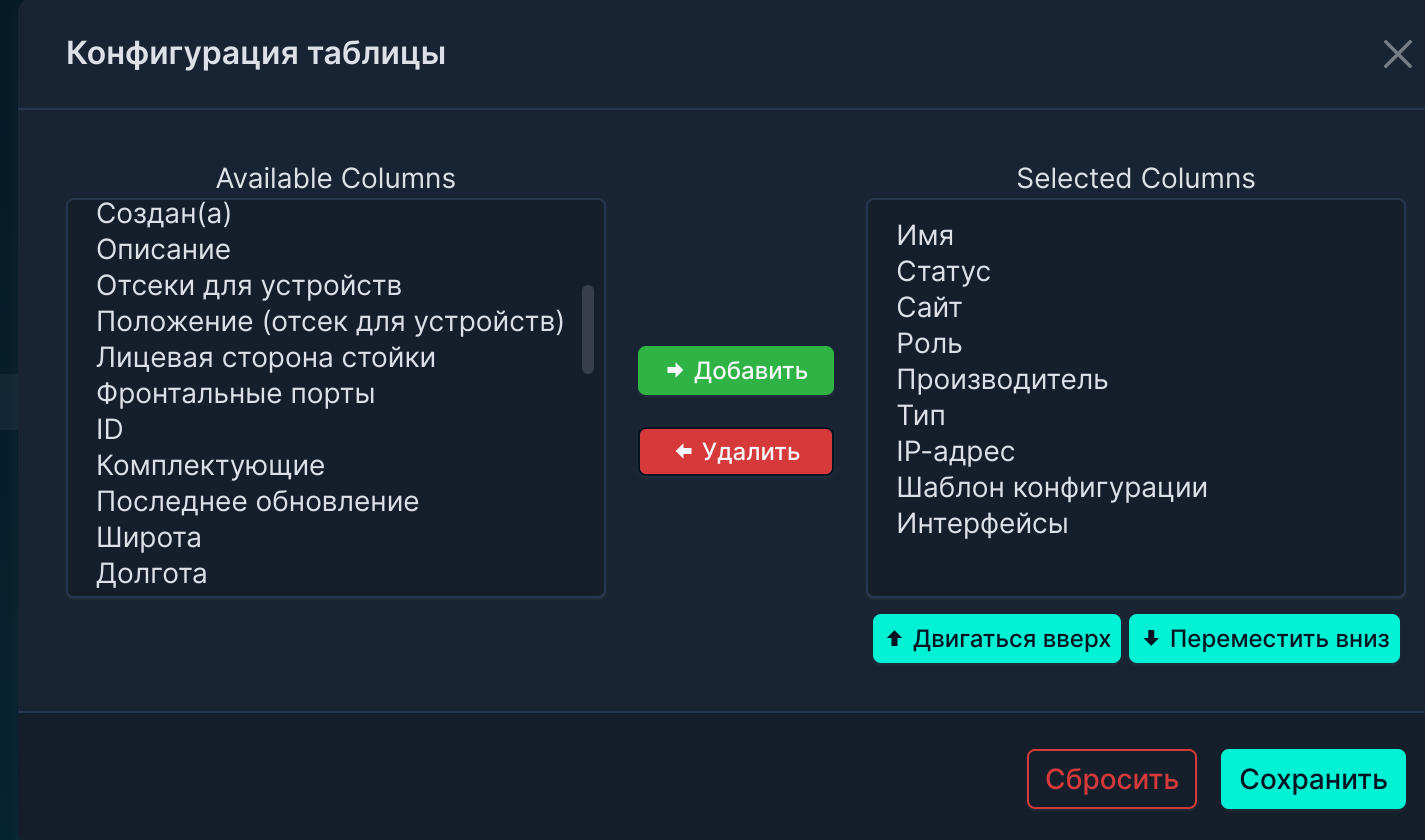 Конфигурация таблицы
Available Columns
Создан(а)
Описание
Отсеки для устройств
Положение (отсек для устройств)
Лицевая сторона стойки
Фронтальные порты
ID
Комплектующие
Последнее обновление
Широта
Долгота
Добавить
Удалить
Selected Columns
Имя
Статус
Сайт
Роль
Производитель
Тип
IP-адрес
Шаблон конфигурации
Интерфейсы
Двигаться вверх
Переместить вниз
Сбросить
Сохранить